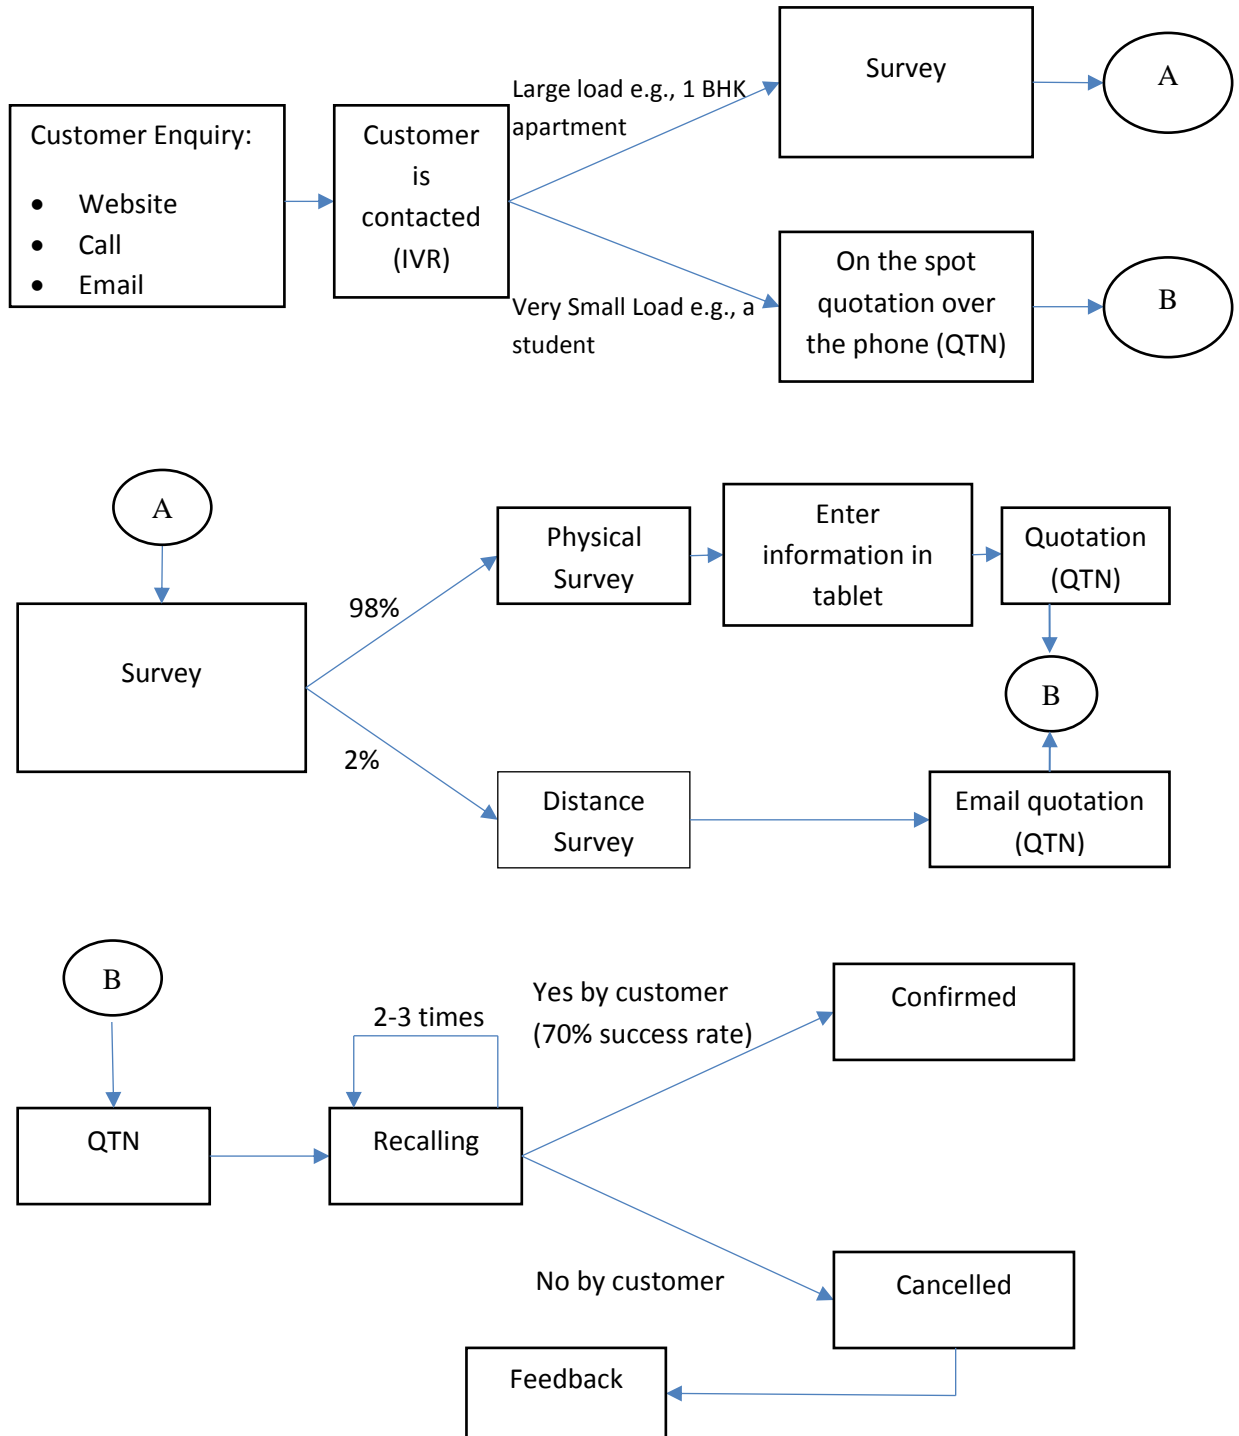 Customer Enquiry:
• Website
• Call
• Email
Customer
is
contacted
(IVR)
Large load e.g., 1 BHK
apartment
Very Small Load e.g., a
student
Survey
A
On the spot
quotation over
the phone (QTN)
B
A
Survey
98%
2%
Physical
Survey
Enter
information in
tablet
Quotation
(QTN)
B
Distance
Survey
Email quotation
(QTN)
B
QTN
2-3 times
Recalling
Yes by customer
(70% success rate)
Confirmed
No by customer
Cancelled
Feedback